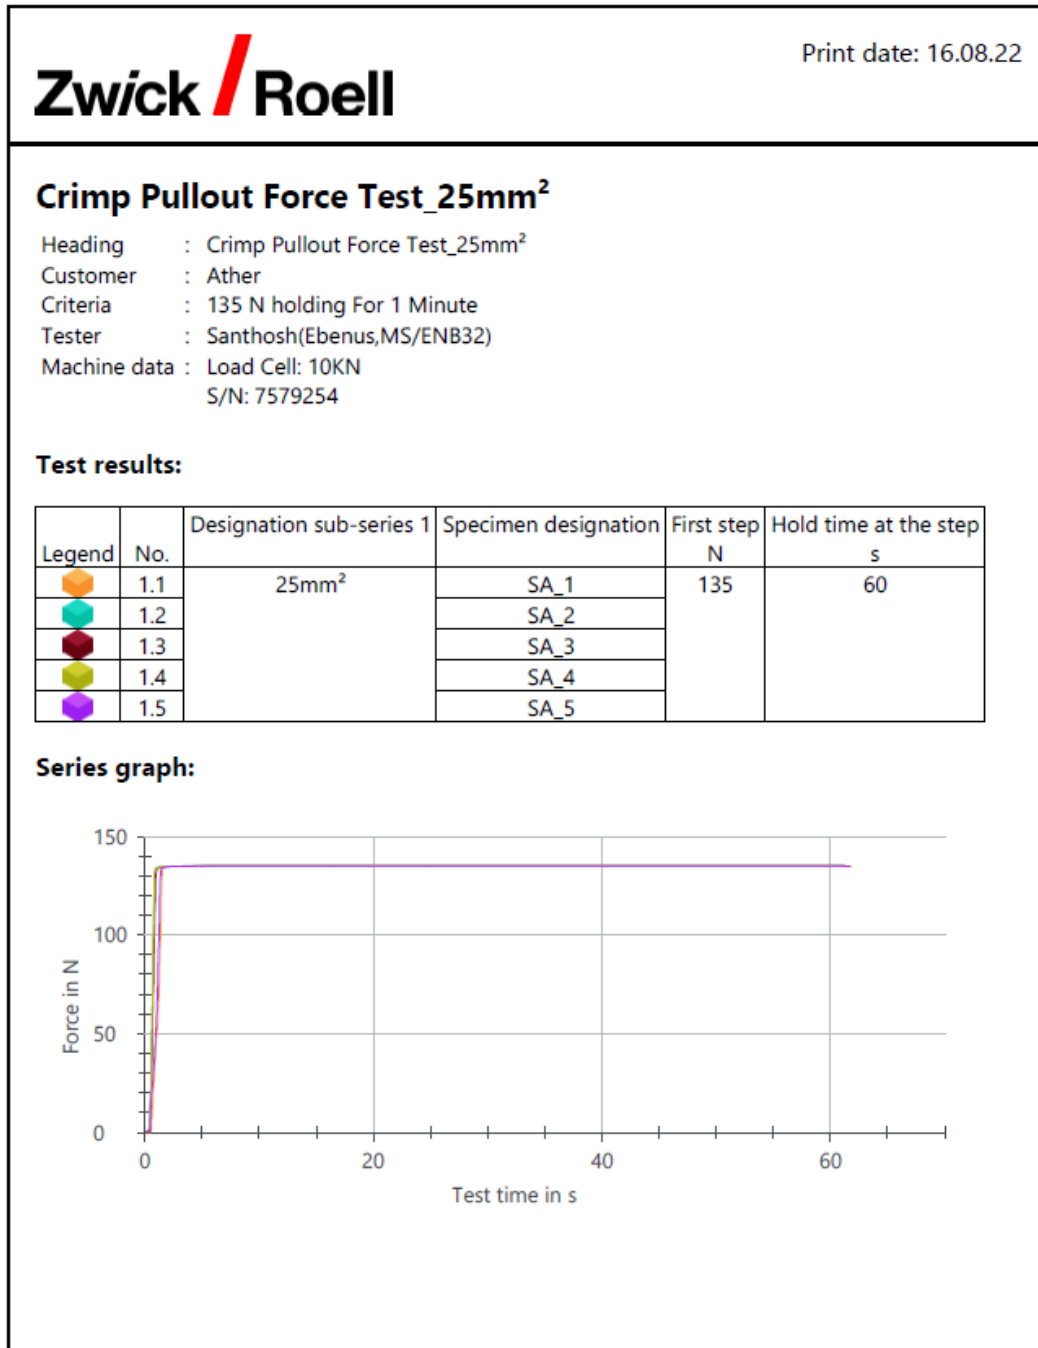 Zwick / Roell
Print date: 16.08.22
Crimp Pullout Force Test_25mm²
Heading : Crimp Pullout Force Test_25mm²
Customer : Ather
Criteria : 135 N holding For 1 Minute
Tester : Santhosh(Ebenus,MS/ENB32)
Machine data : Load Cell: 10KN
S/N: 7579254
Test results:
Legend No. Designation sub-series 1 Specimen designation First step N Hold time at the step s
1.1 25mm² SA_1 135 60
1.2 SA_2
1.3 SA_3
1.4 SA_4
1.5 SA_5
Series graph:
150
100
50
0
Force in N
0 20 40 60
Test time in s